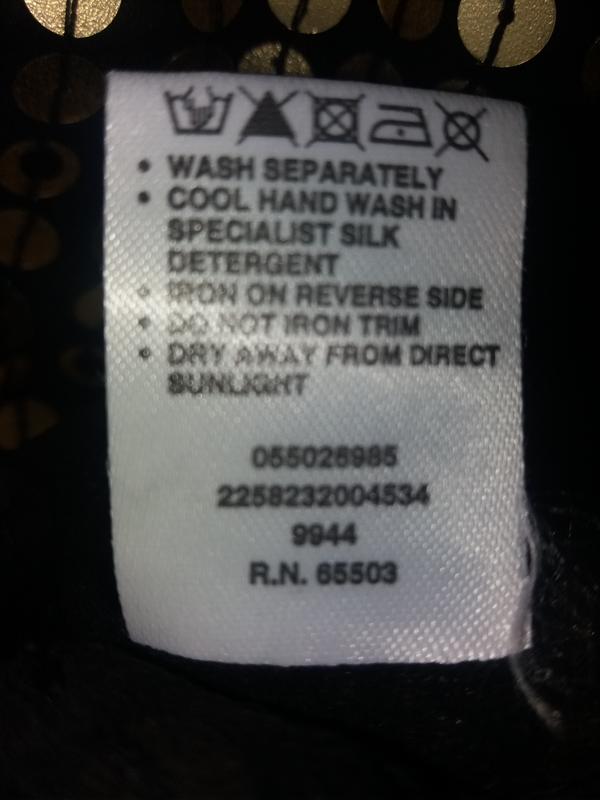 • WASH SEPARATELY
• COOL HAND WASH IN
SPECIALIST SILK
DETERGENT
• IRON ON REVERSE SIDE
• DO NOT IRON TRIM
• DRY AWAY FROM DIRECT
SUNLIGHT
055026985
2258232004534
9944
R.N. 65503